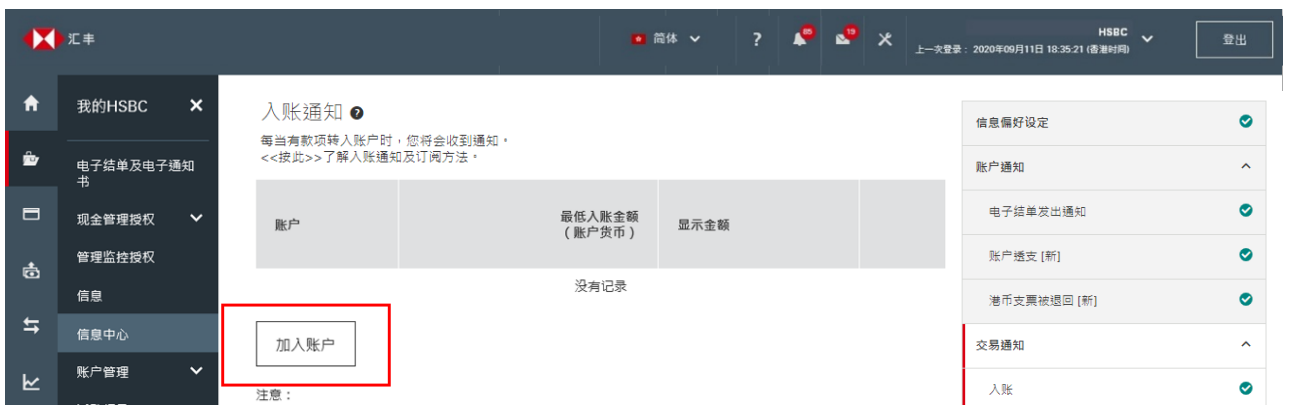 汇丰
简体
?
85
19
HSBC
上一次登录： 2020年09月11日 18:35:21 (香港时间)
登出
我的HSBC
电子结单及电子通知
书
现金管理授权
管理监控授权
信息
信息中心
账户管理
入账通知 ?
每当有款项转入账户时，您将会收到通知。
<<按此>>了解入账通知及订阅方法。
账户
最低入账金额
（账户货币）
显示金额
没有记录
加入账户
注意：
信息偏好设定
账户通知
电子结单发出通知
账户透支 [新]
港币支票被退回 [新]
交易通知
入账